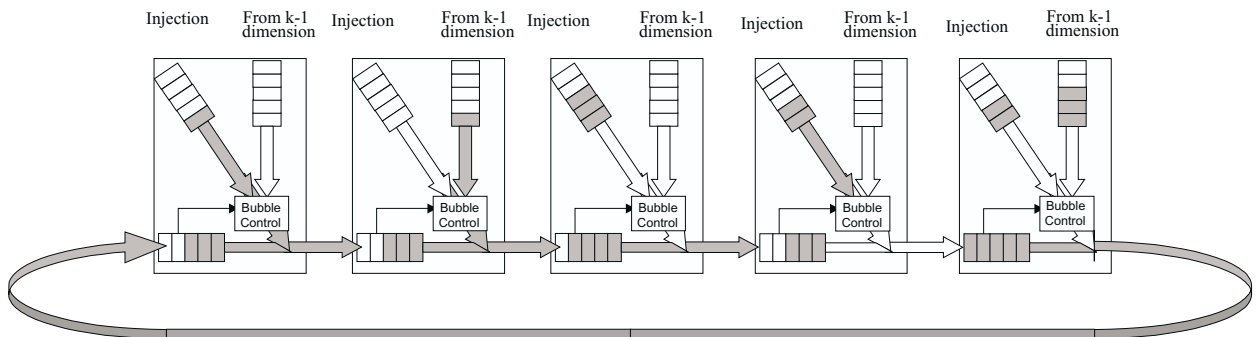 Injection
From k-1
dimension
Injection
From k-1
dimension
Injection
From k-1
dimension
Injection
From k-1
dimension
Injection
From k-1
dimension
Bubble
Control
Bubble
Control
Bubble
Control
Bubble
Control
Bubble
Control